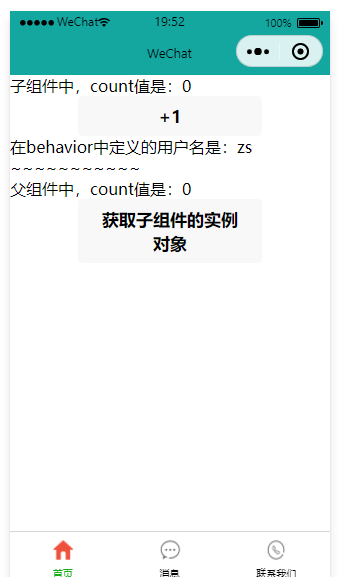 WeChat 19:52 100%
WeChat
子组件中，count值是：0
+1
在behavior中定义的用户名是：zs
~~~~~~~~~~~
父组件中，count值是：0
获取子组件的实例
对象
首页 消息 联系我们